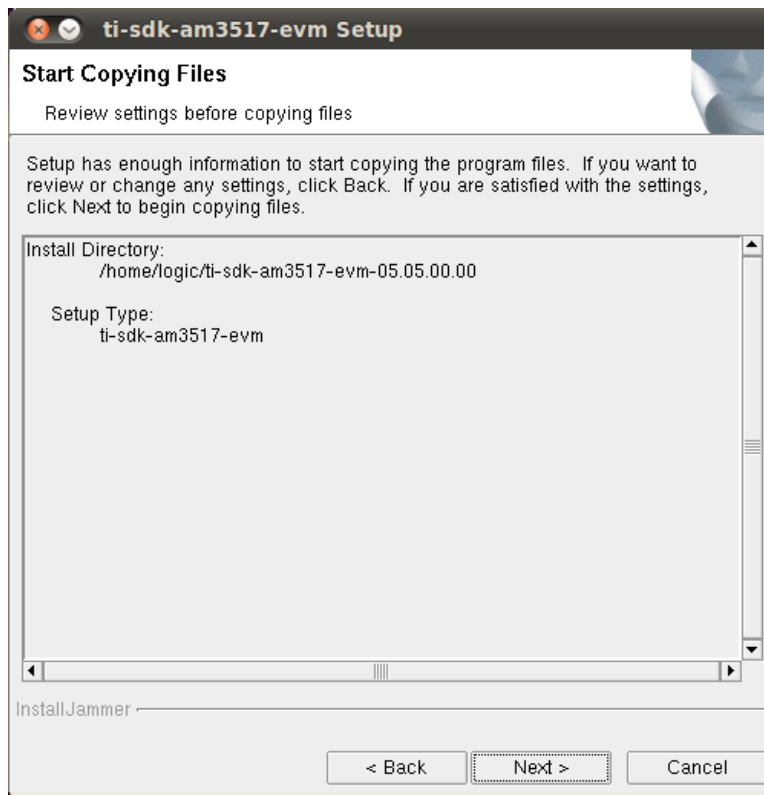 ti-sdk-am3517-evm Setup
Start Copying Files
Review settings before copying files
Setup has enough information to start copying the program files. If you want to
review or change any settings, click Back. If you are satisfied with the settings,
click Next to begin copying files.
Install Directory:
/home/logic/ti-sdk-am3517-evm-05.05.00.00
Setup Type:
ti-sdk-am3517-evm
InstallJammer
< Back Next > Cancel